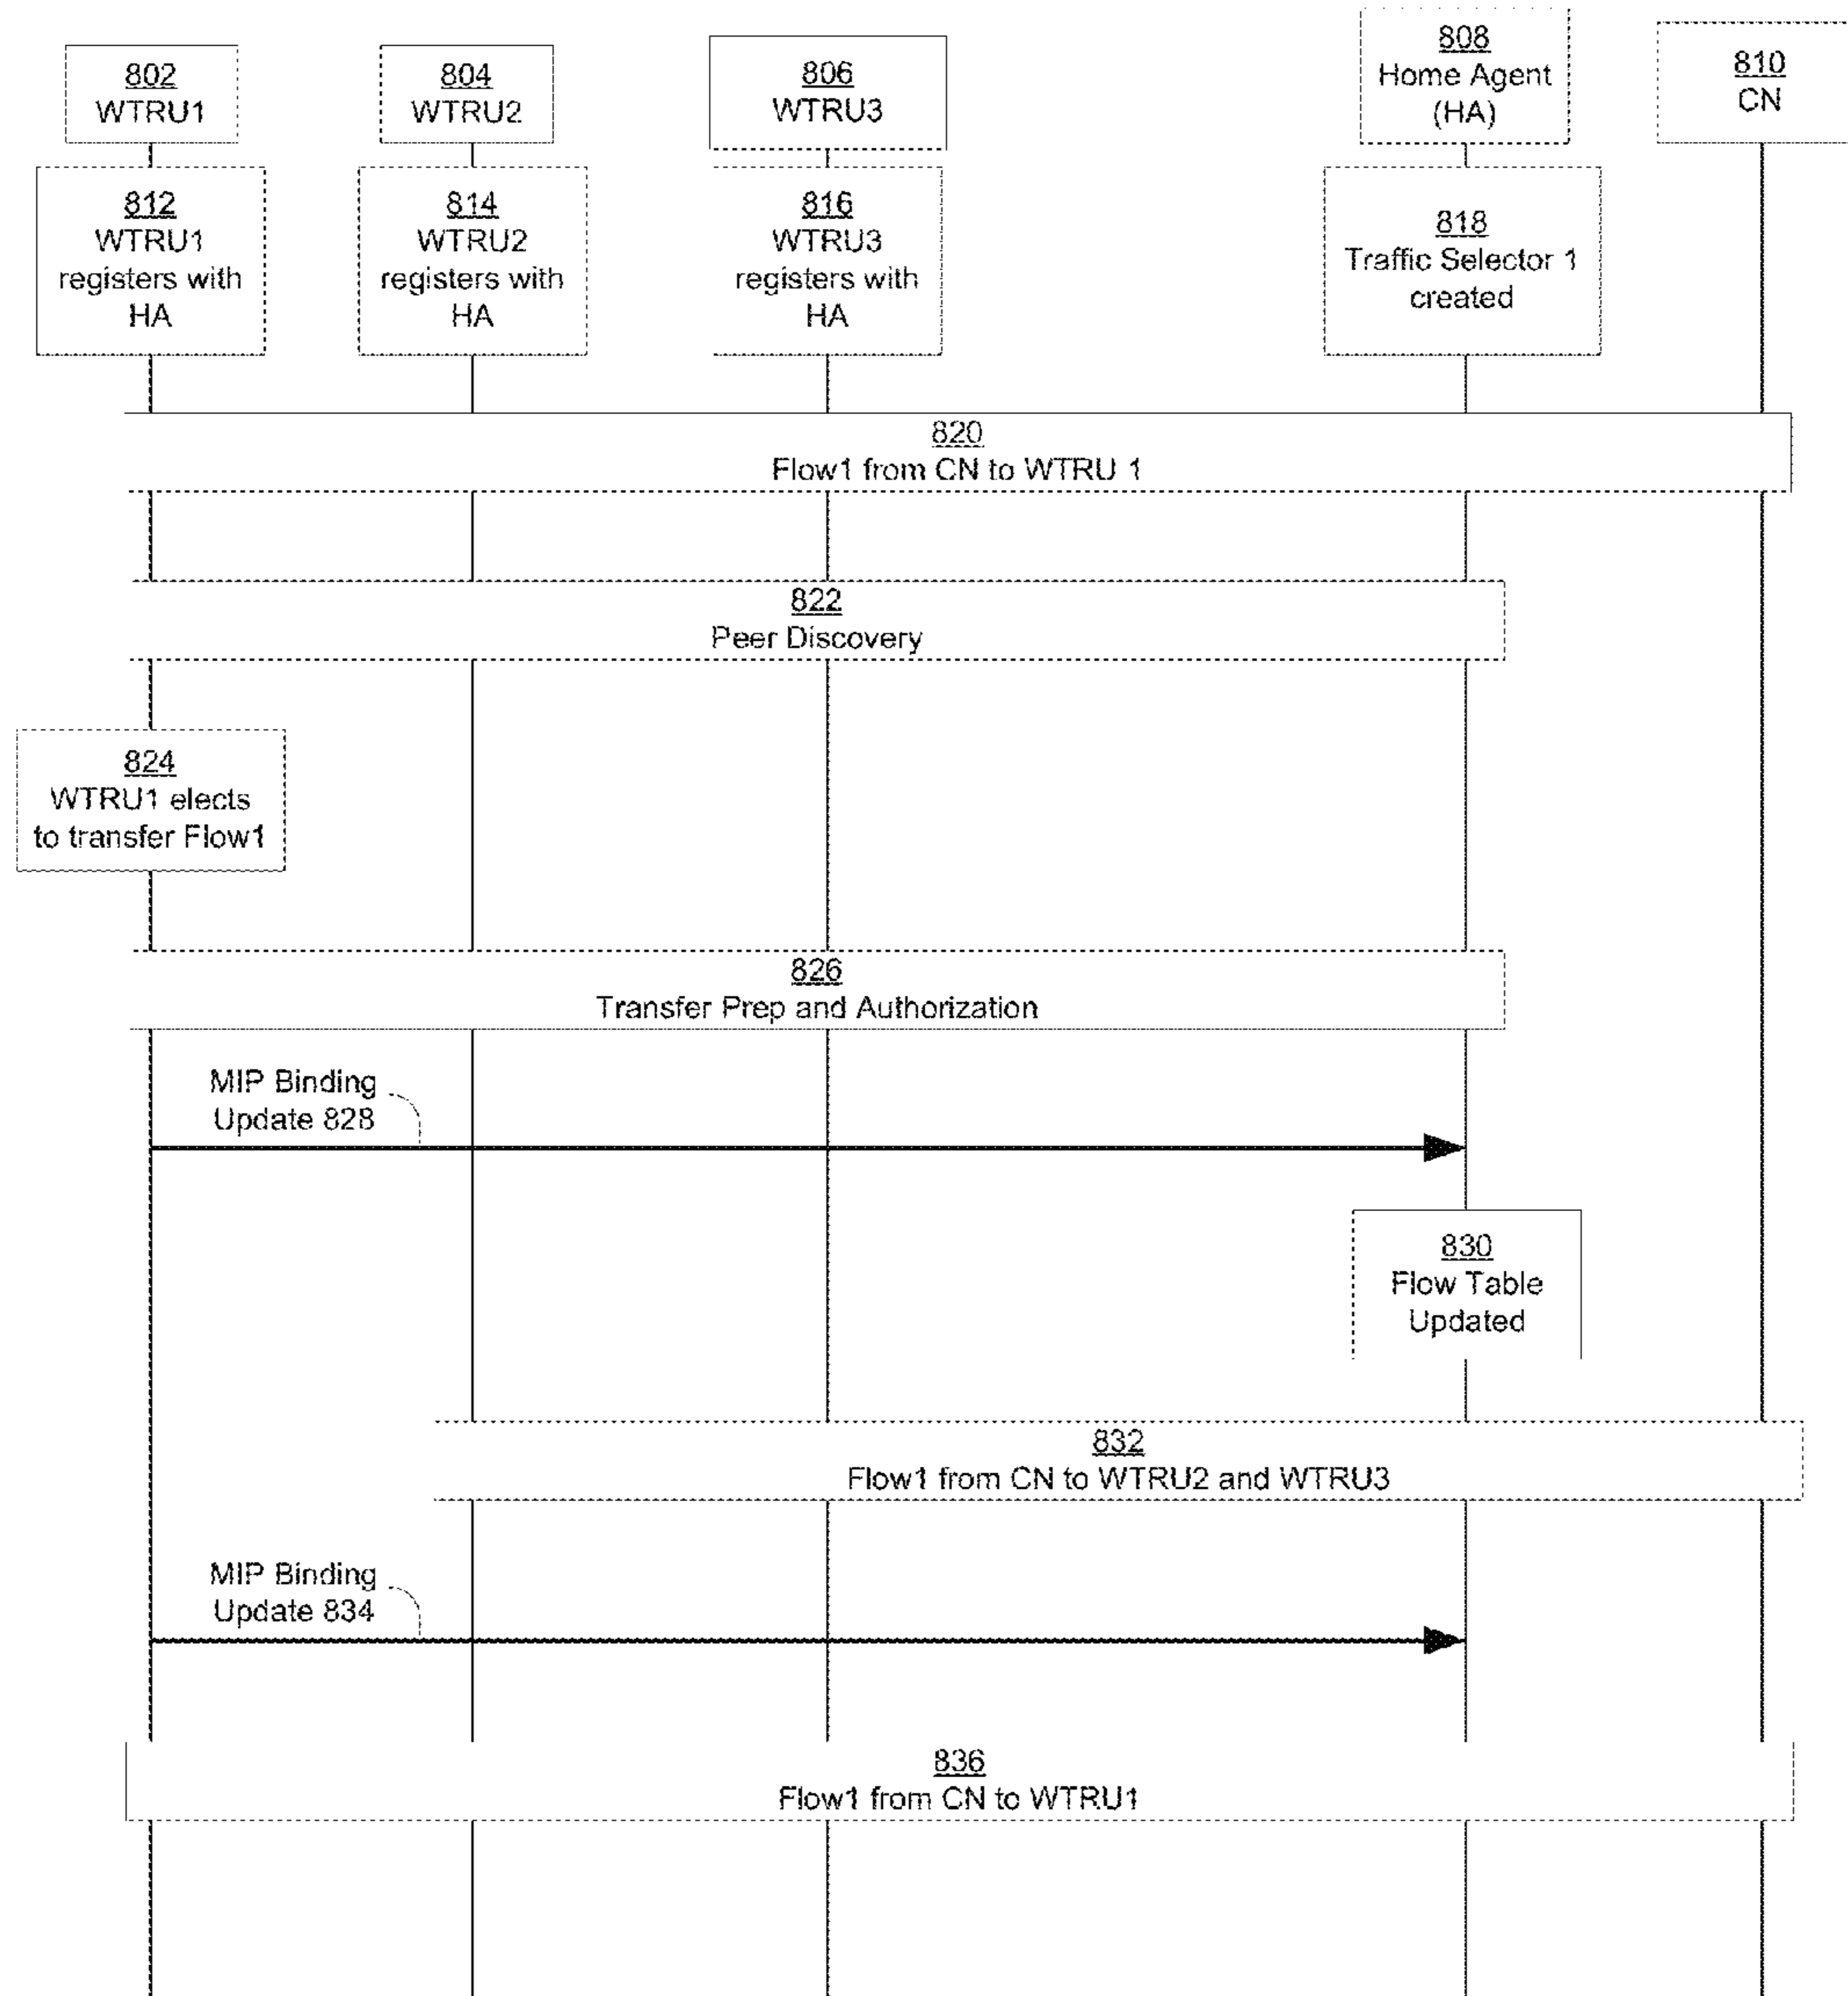 802
WTRU1
804
WTRU2
806
WTRU3
808
Home Agent
(HA)
810
CN
812
WTRU1
registers with
HA
814
WTRU2
registers with
HA
816
WTRU3
registers with
HA
818
Traffic Selector 1
created
820
Flow1 from CN to WTRU 1
822
Peer Discovery
824
WTRU1 elects
to transfer Flow1
826
Transfer Prep and Authorization
MIP Binding
Update 828
830
Flow Table
Updated
832
Flow1 from CN to WTRU2 and WTRU3
MIP Binding
Update 834
836
Flow1 from CN to WTRU1